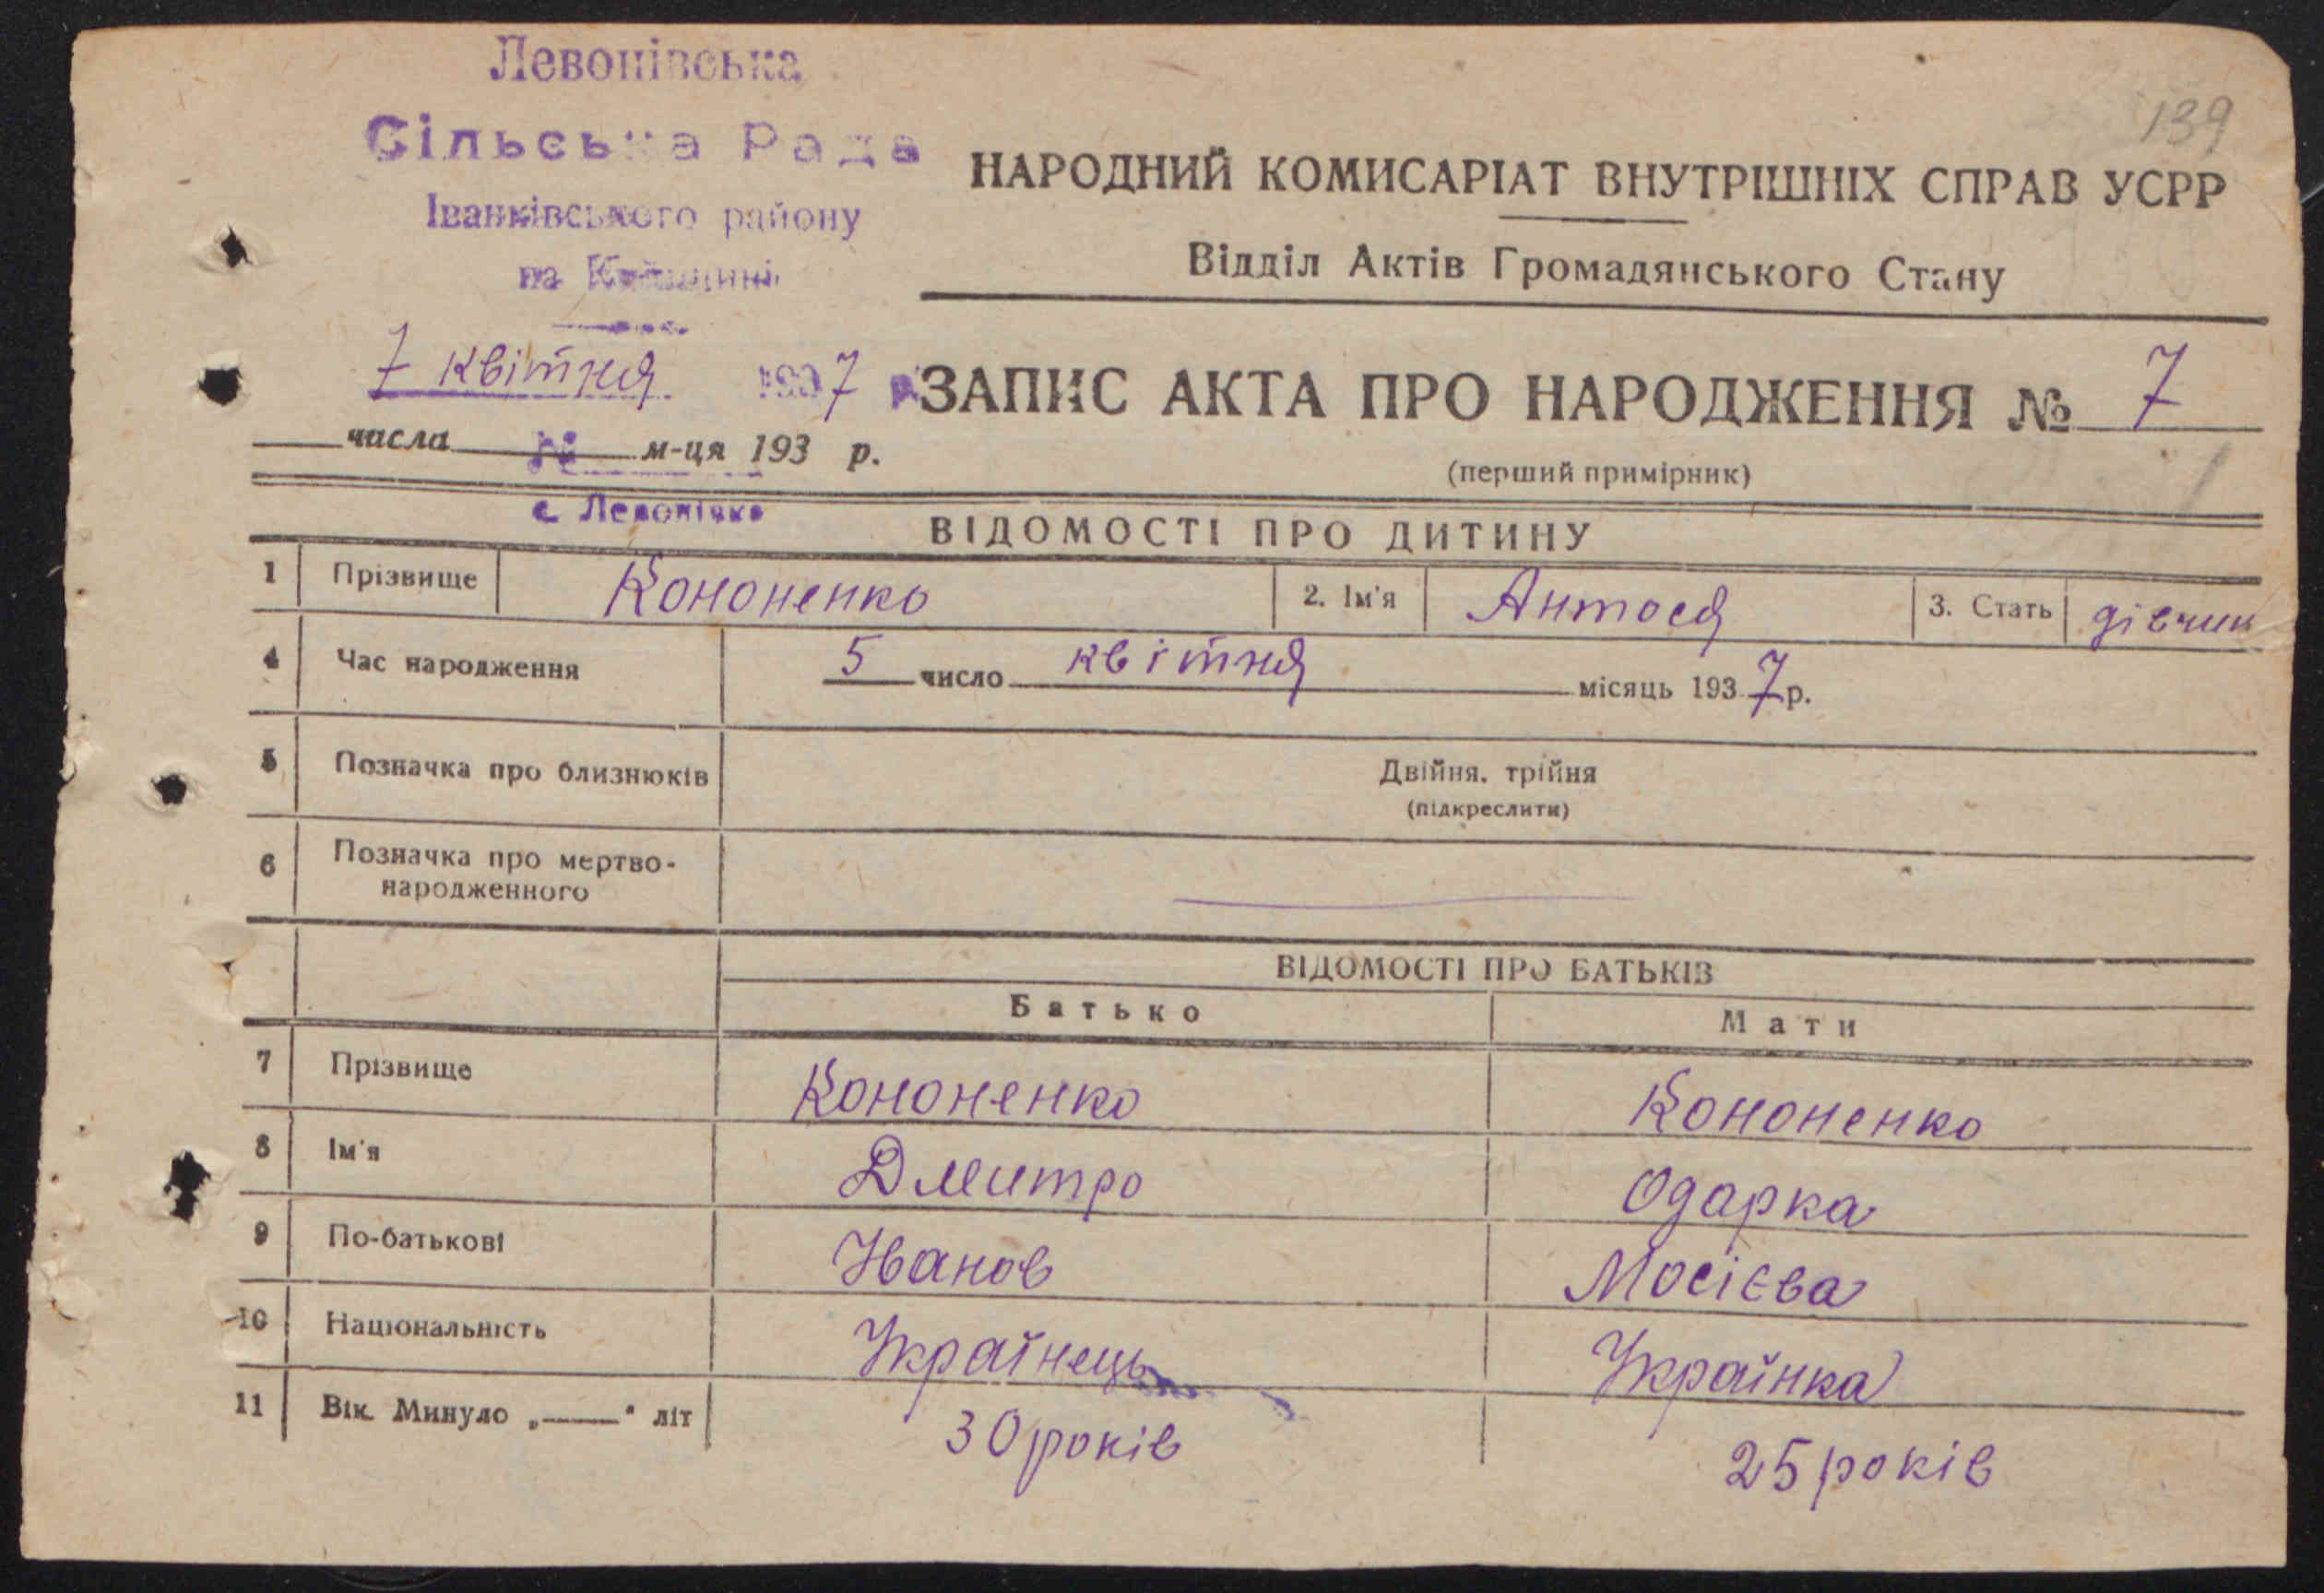 Левонівська
Сільська Рада
Іванківського району
на Київщині
139
НАРОДНИЙ КОМИСАРІАТ ВНУТРІШНІХ СПРАВ УСРР
Відділ Актів Громадянського Стану
7 квітня 1937 р.
ЗАПИС АКТА ПРО НАРОДЖЕННЯ № 7
числа № м-ця 193 р.
(перший примірник)
с. Левонівка
ВІДОМОСТІ ПРО ДИТИНУ
1 Прізвище Кононенко 2. Ім'я Антося 3. Стать дівчин
4 Час народження 5 число квітня місяць 1937 р.
5 Позначка про близнюків Двійня, трійня
(підкреслити)
6 Позначка про мертво-
народженного
ВІДОМОСТІ ПРО БАТЬКІВ
Батько Мати
7 Прізвище Кононенко Кононенко
8 Ім'я Дмитро Одарка
9 По-батькові Іванов Мосієва
10 Національність Українець Українка
11 Вік. Минуло „——" літ 30 років 25 років